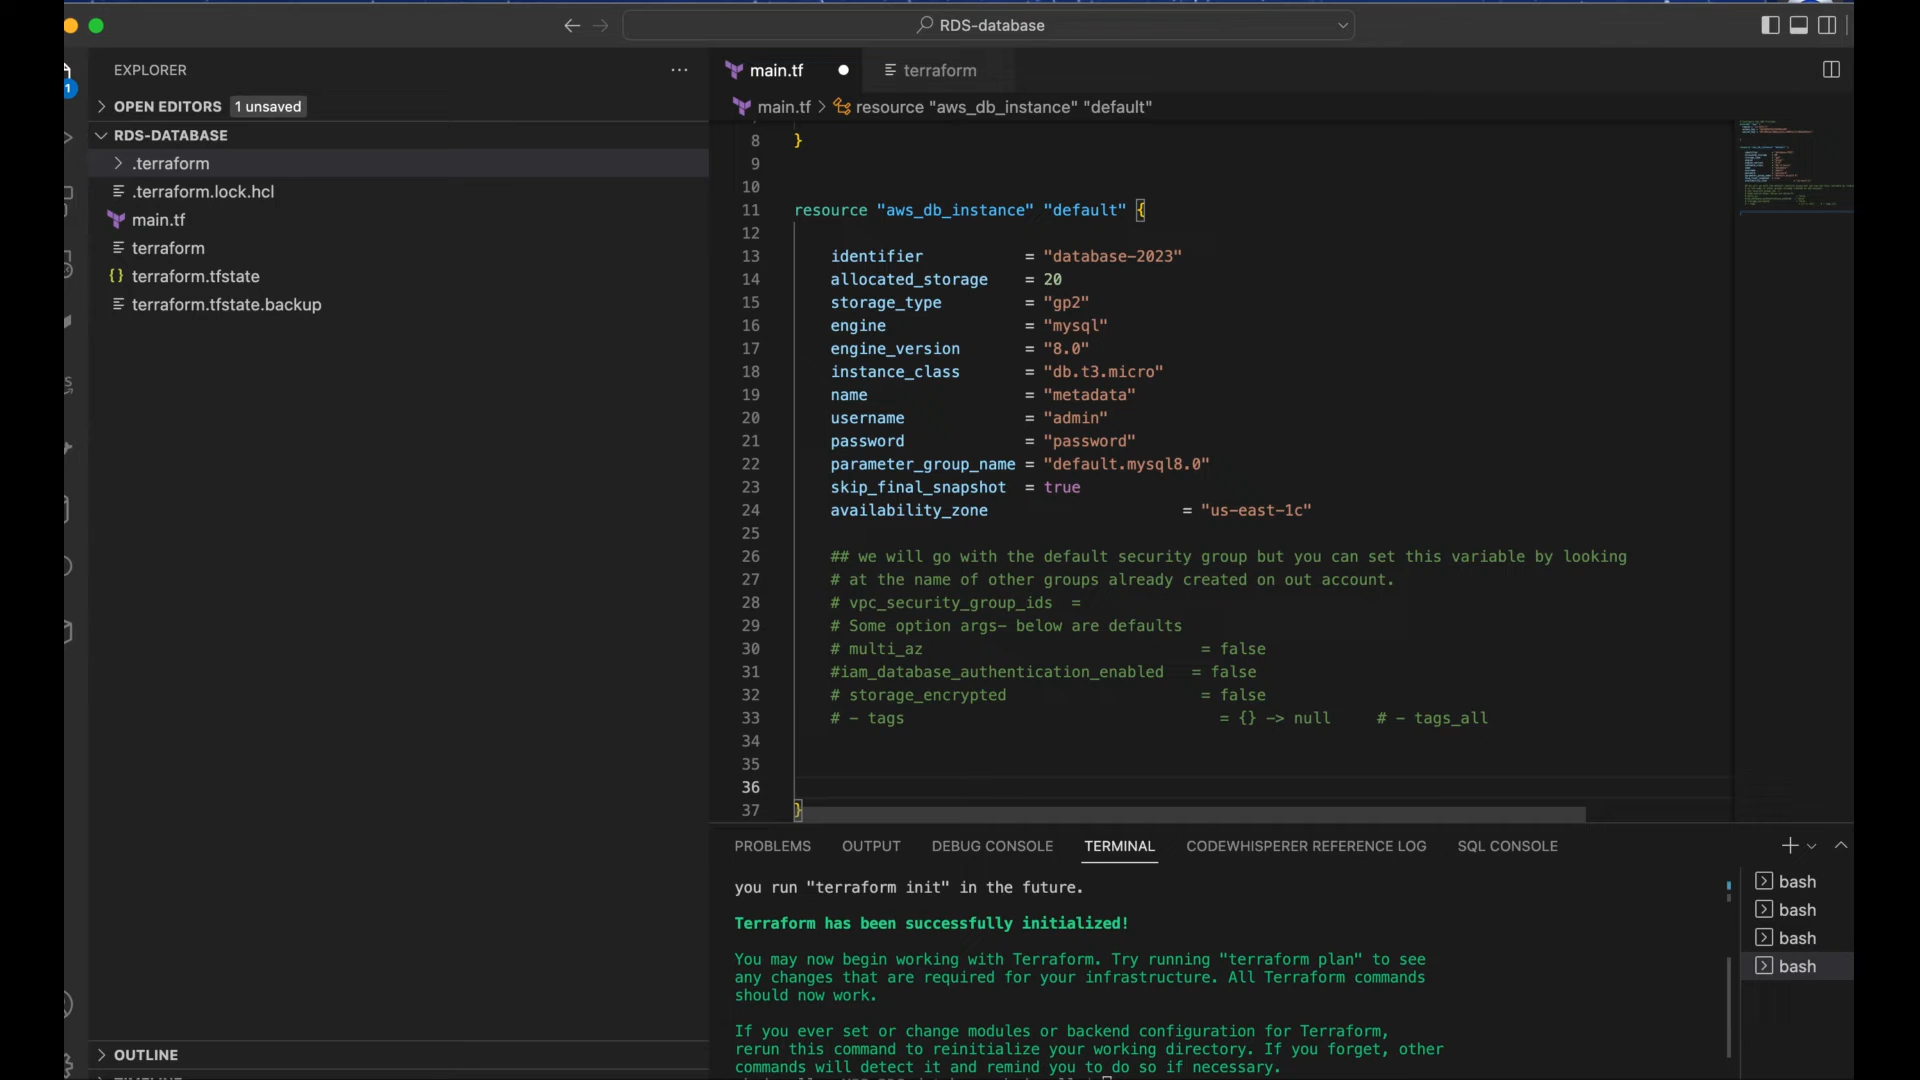 RDS-database
EXPLORER
OPEN EDITORS 1 unsaved
RDS-DATABASE
.terraform
.terraform.lock.hcl
main.tf
terraform
terraform.tfstate
terraform.tfstate.backup
OUTLINE
1
main.tf
terraform
main.tf > resource "aws_db_instance" "default"
8 }
9
10
11 resource "aws_db_instance" "default" {
12
13 identifier = "database-2023"
14 allocated_storage = 20
15 storage_type = "gp2"
16 engine = "mysql"
17 engine_version = "8.0"
18 instance_class = "db.t3.micro"
19 name = "metadata"
20 username = "admin"
21 password = "password"
22 parameter_group_name = "default.mysql8.0"
23 skip_final_snapshot = true
24 availability_zone = "us-east-1c"
25
26 ## we will go with the default security group but you can set this variable by looking
27 # at the name of other groups already created on out account.
28 # vpc_security_group_ids =
29 # Some option args- below are defaults
30 # multi_az = false
31 #iam_database_authentication_enabled = false
32 # storage_encrypted = false
33 # - tags = {} -> null # - tags_all
34
35
36
37 }
PROBLEMS OUTPUT DEBUG CONSOLE TERMINAL CODEWHISPERER REFERENCE LOG SQL CONSOLE
you run "terraform init" in the future.
Terraform has been successfully initialized!
You may now begin working with Terraform. Try running "terraform plan" to see
any changes that are required for your infrastructure. All Terraform commands
should now work.
If you ever set or change modules or backend configuration for Terraform,
rerun this command to reinitialize your working directory. If you forget, other
commands will detect it and remind you to do so if necessary.
bash
bash
bash
bash